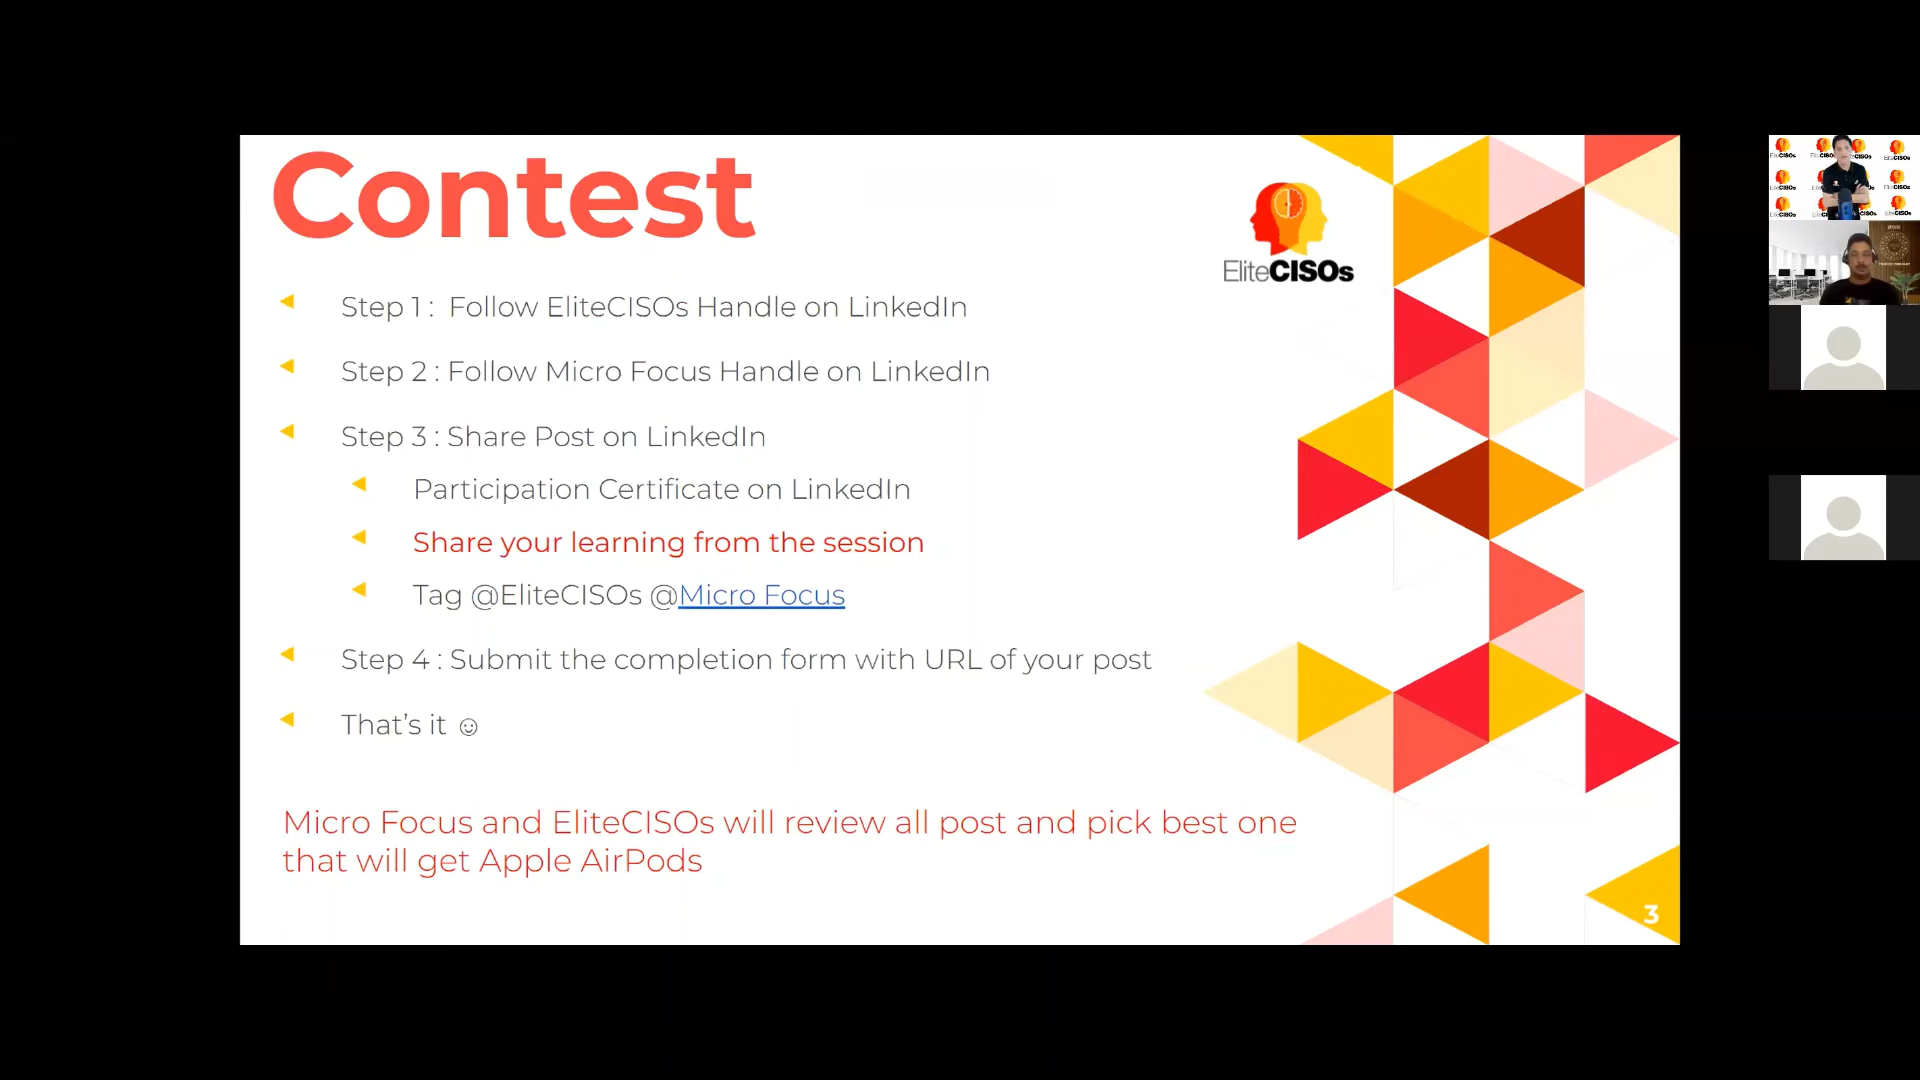 Contest
EliteCISOs
Step 1 : Follow EliteCISOs Handle on LinkedIn
Step 2 : Follow Micro Focus Handle on LinkedIn
Step 3 : Share Post on LinkedIn
Participation Certificate on LinkedIn
Share your learning from the session
Tag @EliteCISOs @Micro Focus
Step 4 : Submit the completion form with URL of your post
That’s it ☺
Micro Focus and EliteCISOs will review all post and pick best one
that will get Apple AirPods
3